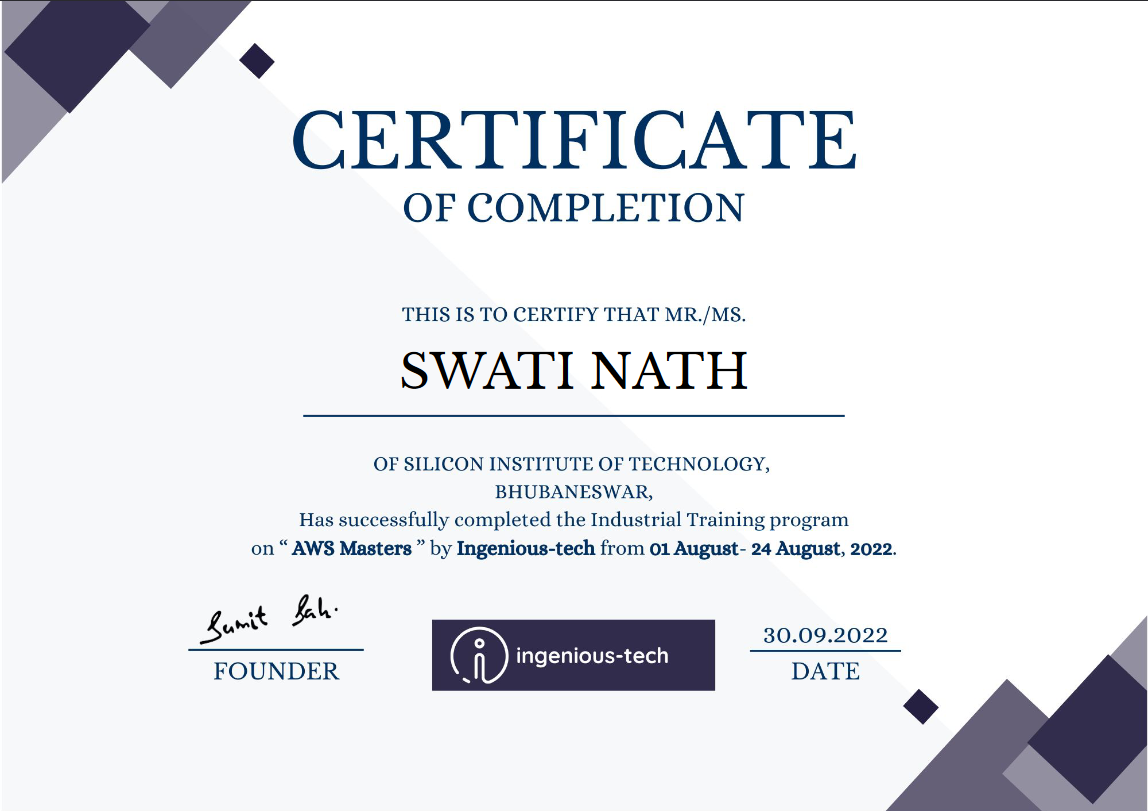 CERTIFICATE
OF COMPLETION
THIS IS TO CERTIFY THAT MR./MS.
SWATI NATH
OF SILICON INSTITUTE OF TECHNOLOGY,
BHUBANESWAR,
Has successfully completed the Industrial Training program
on “ AWS Masters ” by Ingenious-tech from 01 August- 24 August, 2022.
Sumit Sah.
FOUNDER
ingenious-tech
30.09.2022
DATE